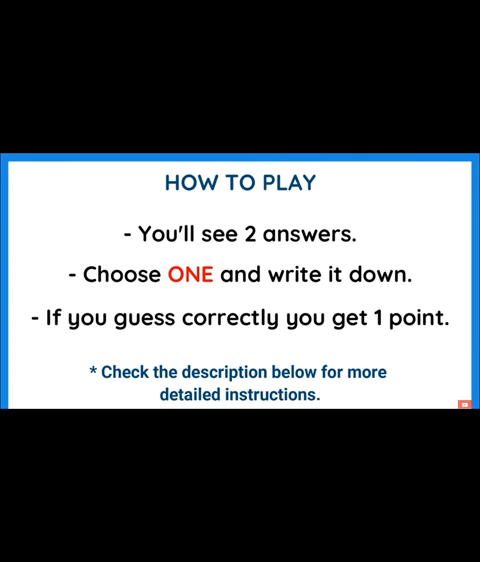 HOW TO PLAY
- You'll see 2 answers.
- Choose ONE and write it down.
- If you guess correctly you get 1 point.
* Check the description below for more
detailed instructions.